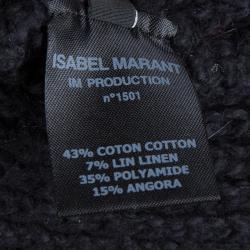 ISABEL MARANT
IM PRODUCTION
n°1501
43% COTON COTTON
7% LIN LINEN
35% POLYAMIDE
15% ANGORA